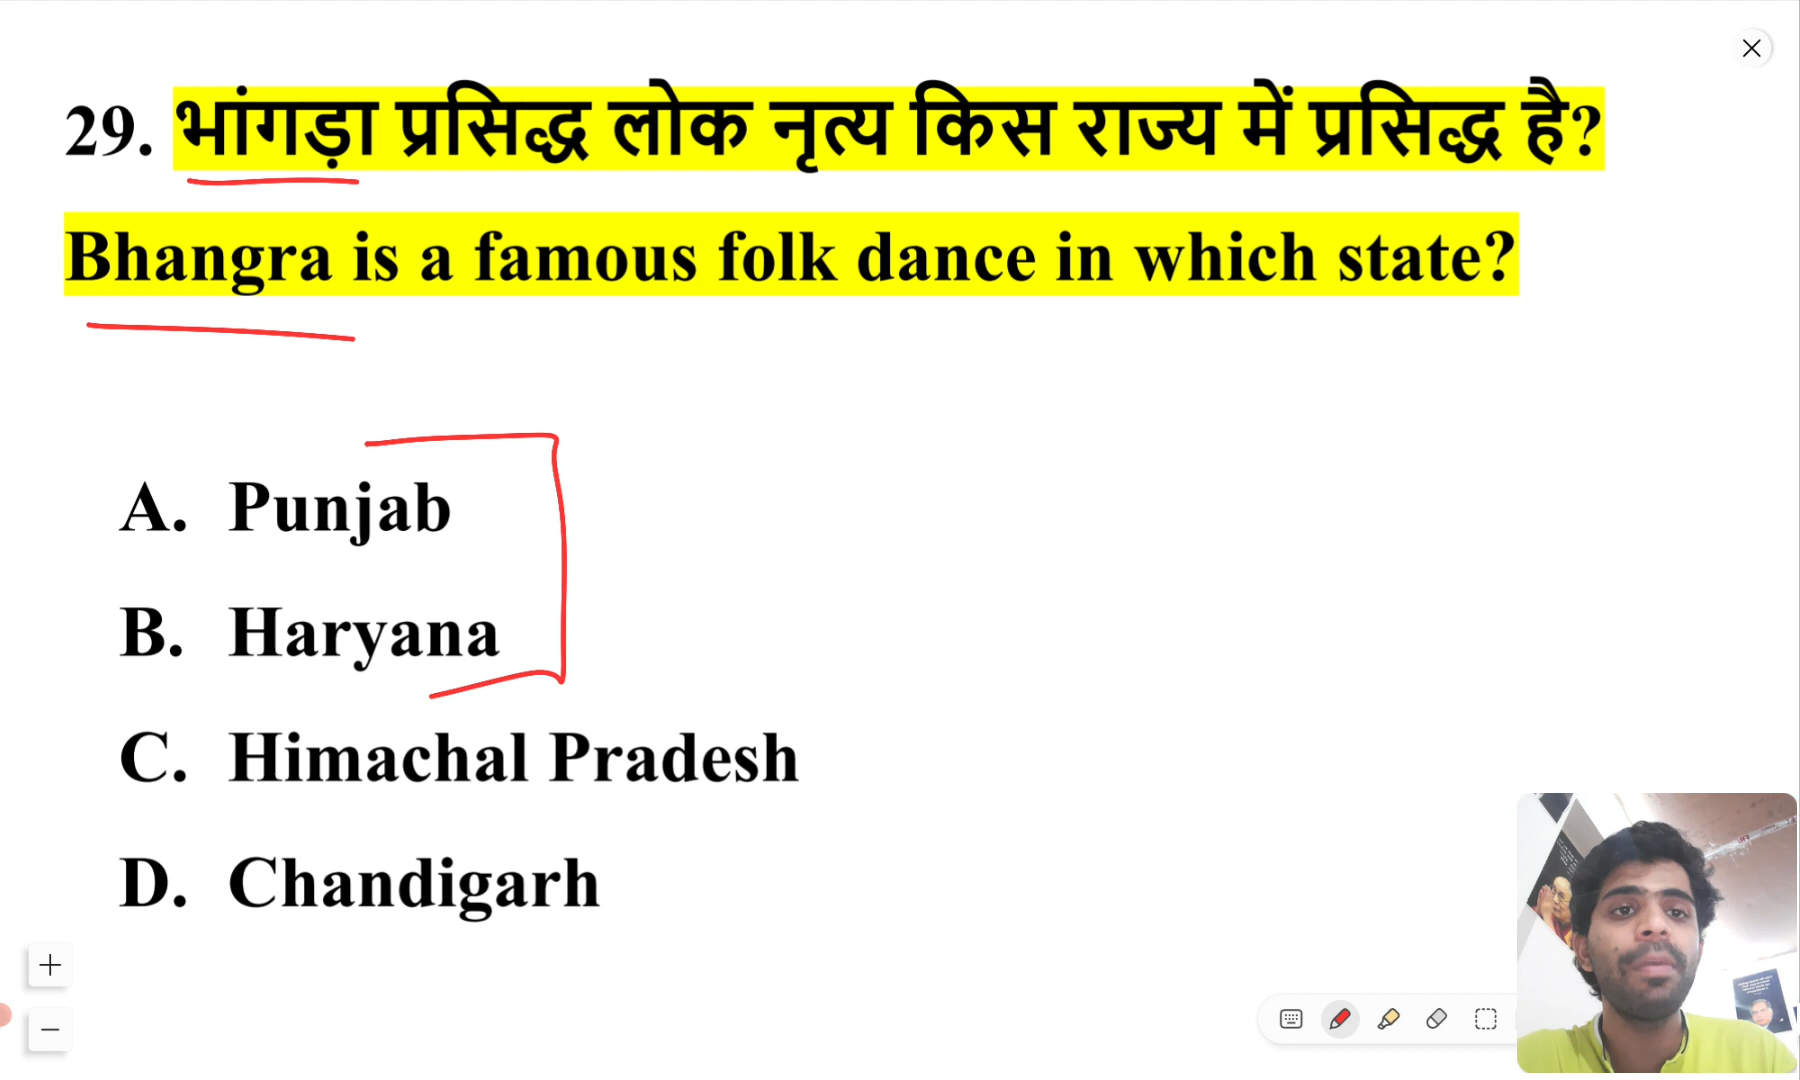 29. भांगड़ा प्रसिद्ध लोक नृत्य किस राज्य में प्रसिद्ध है?
Bhangra is a famous folk dance in which state?
A. Punjab
B. Haryana
C. Himachal Pradesh
D. Chandigarh